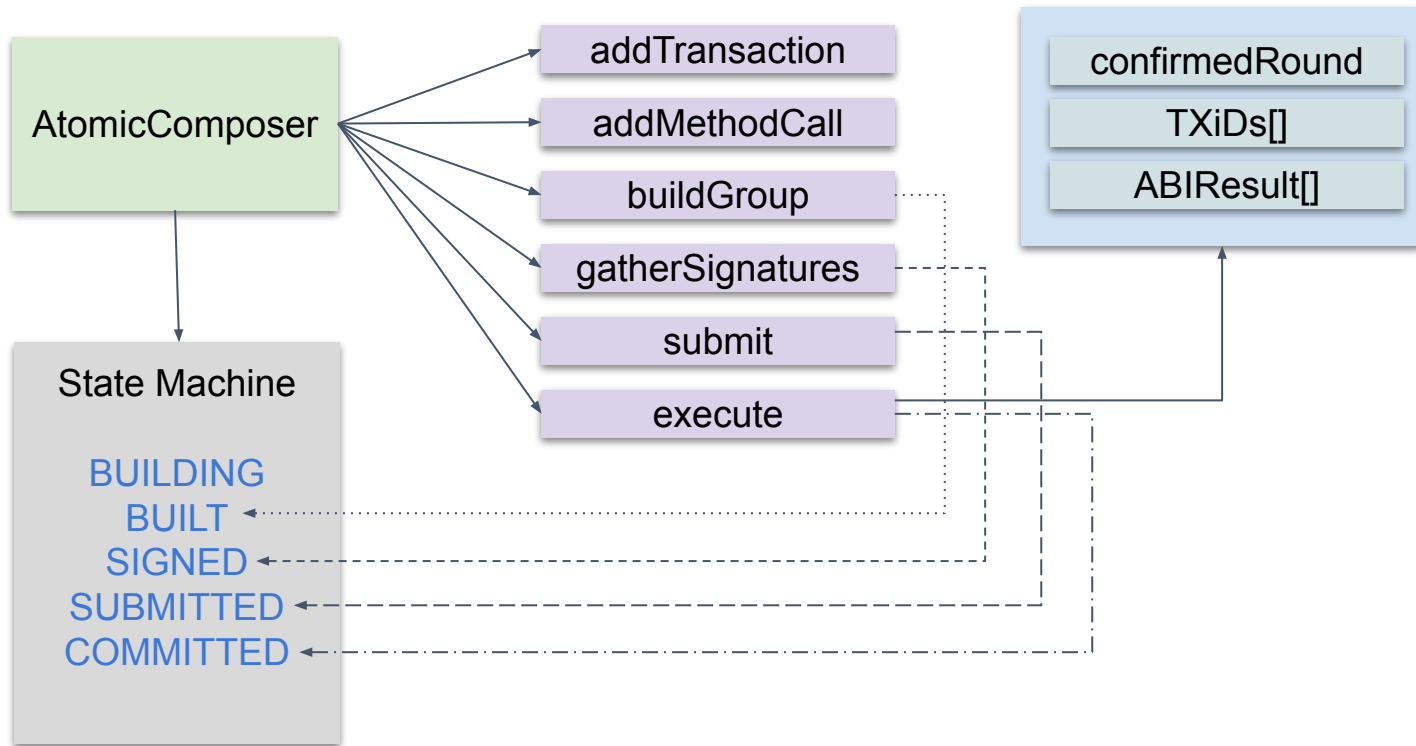 AtomicComposer
addTransaction
addMethodCall
buildGroup
gatherSignatures
submit
execute
confirmedRound
TXiDs[]
ABIResult[]
State Machine
BUILDING
BUILT
SIGNED
SUBMITTED
COMMITTED